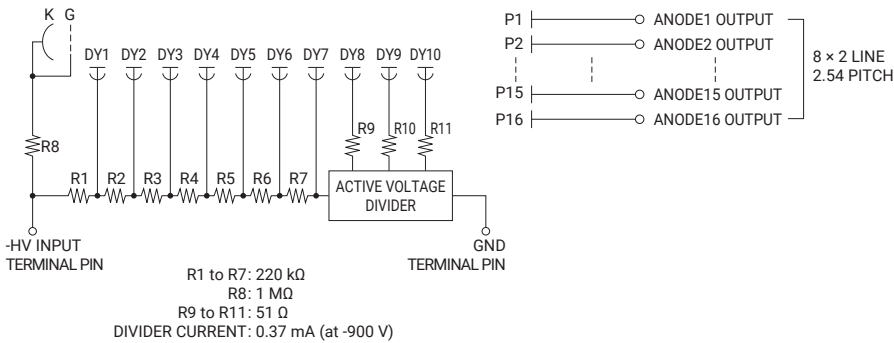 K G
DY1 DY2 DY3 DY4 DY5 DY6 DY7 DY8 DY9 DY10
R8
R1 R2 R3 R4 R5 R6 R7
R9 R10 R11
ACTIVE VOLTAGE
DIVIDER
-HV INPUT
TERMINAL PIN
GND
TERMINAL PIN
R1 to R7: 220 kΩ
R8: 1 MΩ
R9 to R11: 51 Ω
DIVIDER CURRENT: 0.37 mA (at -900 V)
P1 ANODE1 OUTPUT
P2 ANODE2 OUTPUT
P15 ANODE15 OUTPUT
P16 ANODE16 OUTPUT
8 × 2 LINE
2.54 PITCH